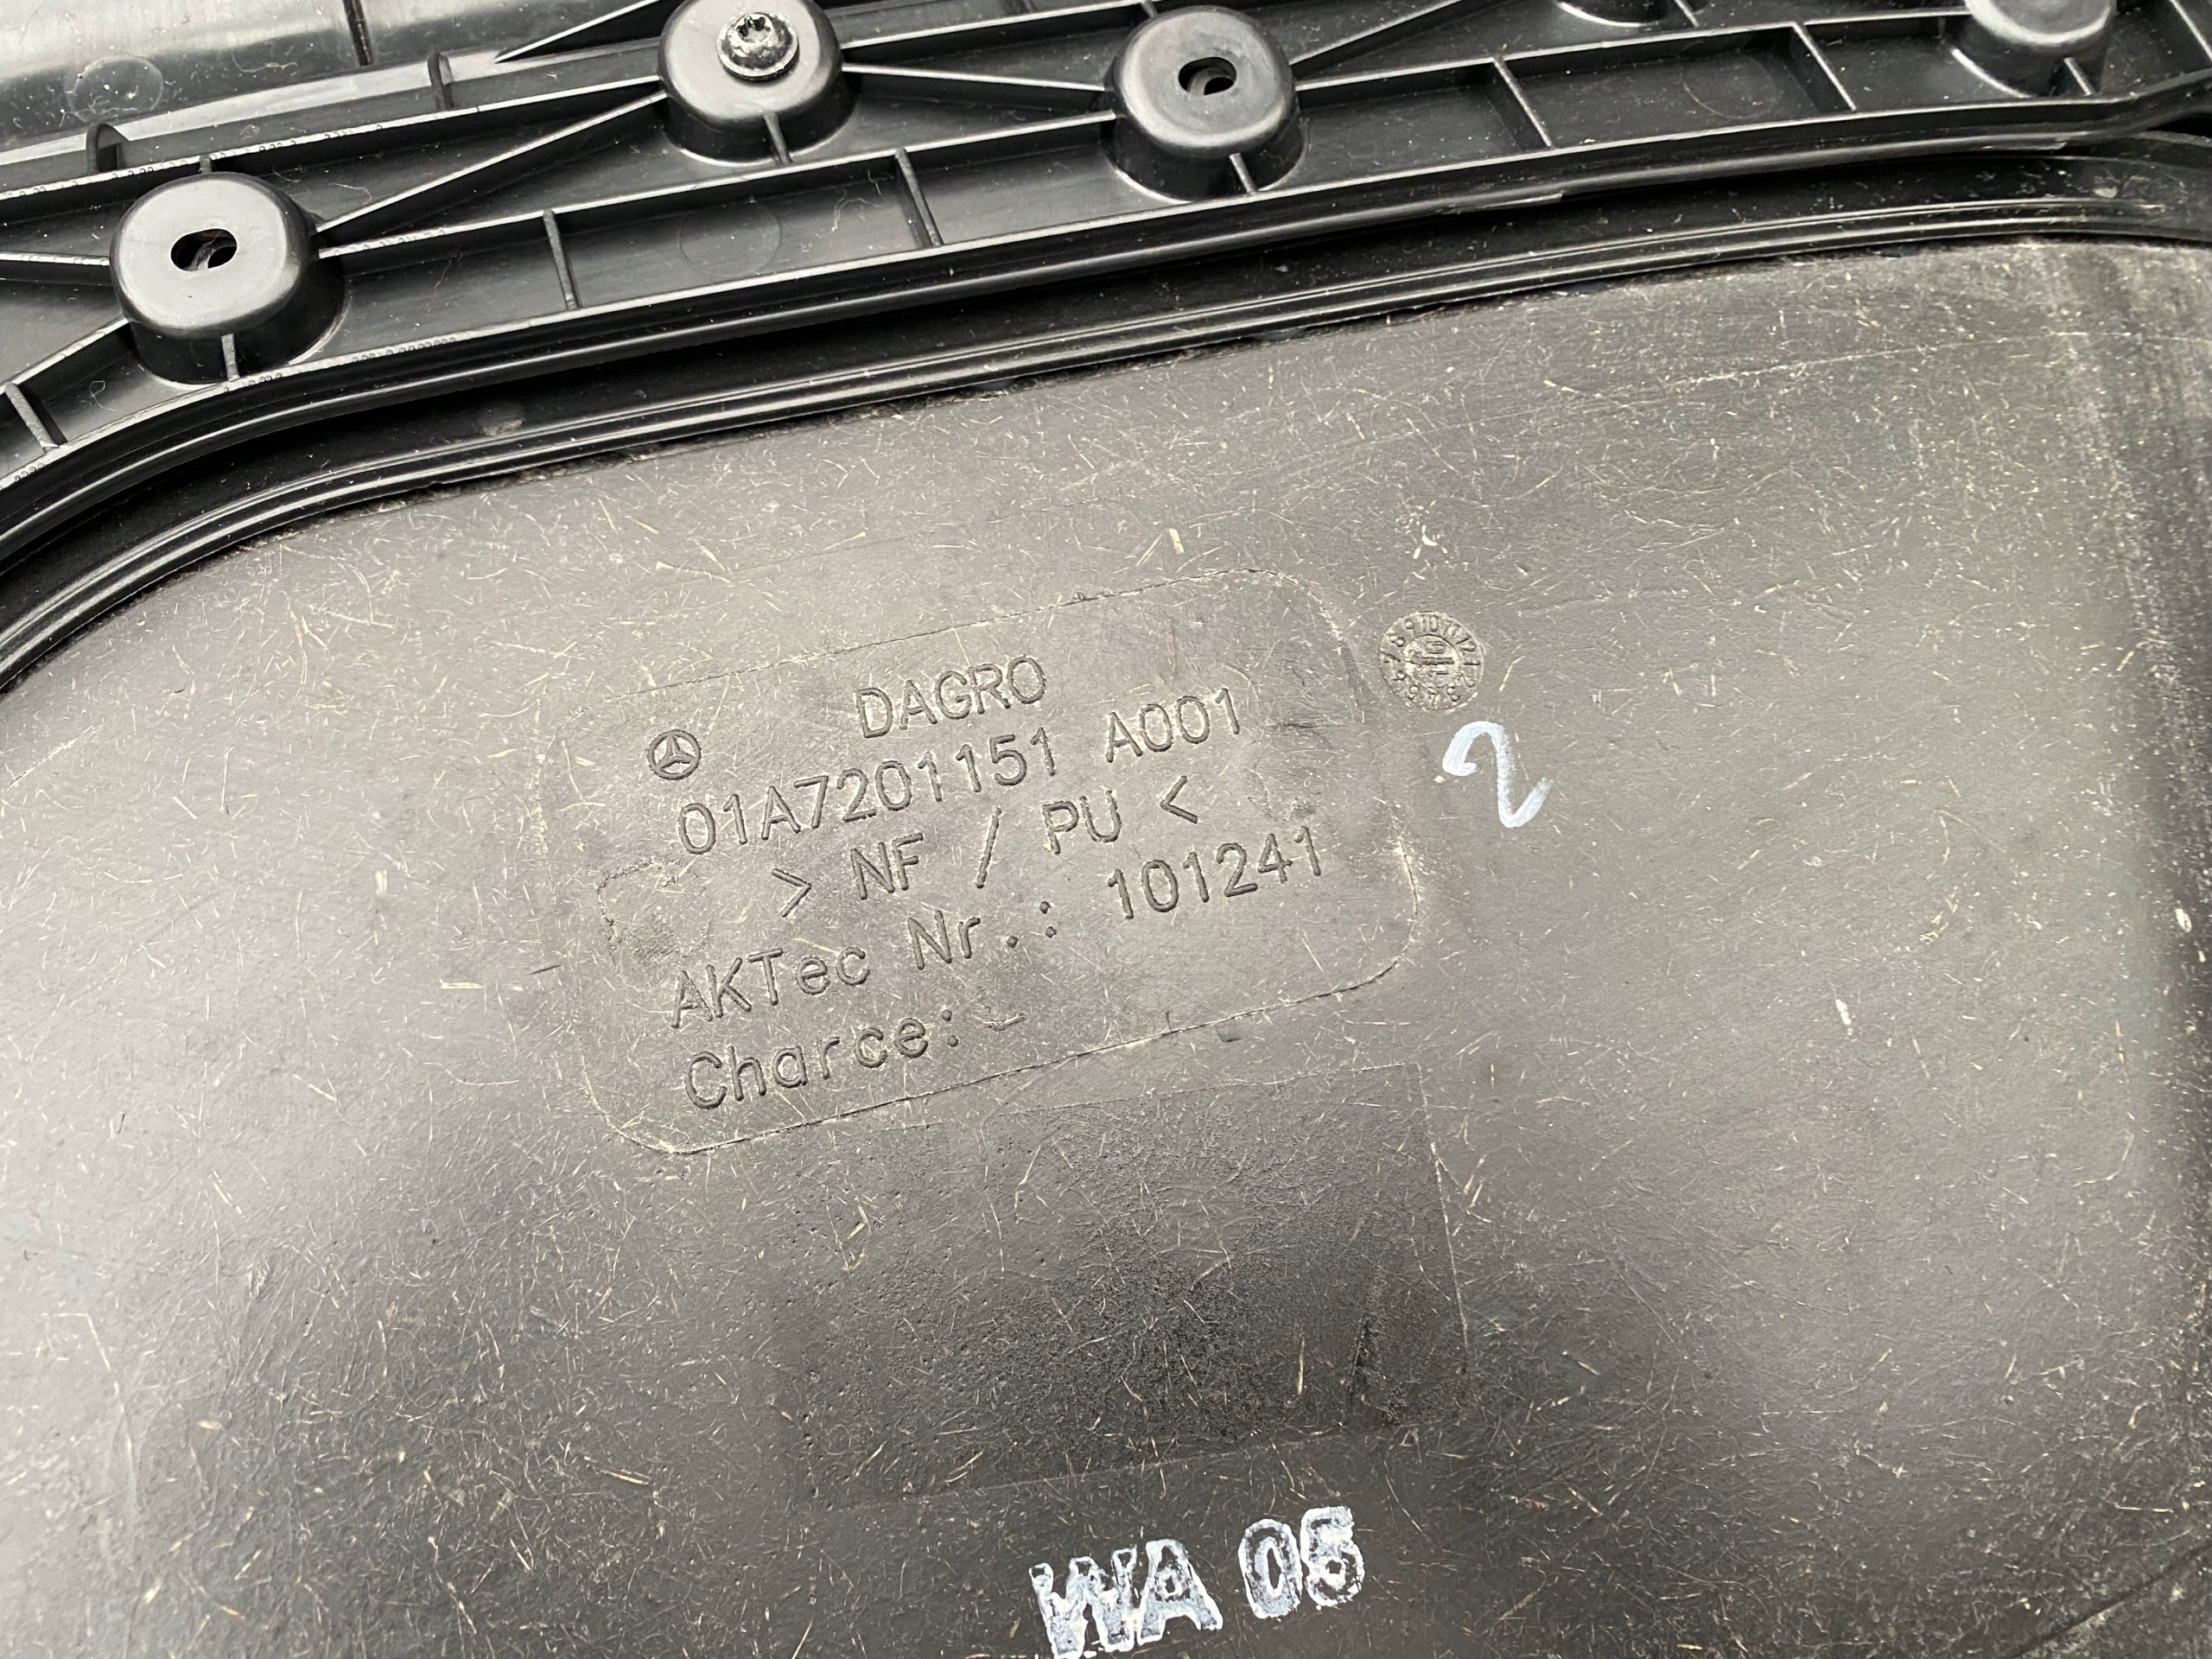 DAGRO
01A7201151 A001
> NF / PU <
AKTec Nr.: 101241
Charce:
2
WA 05